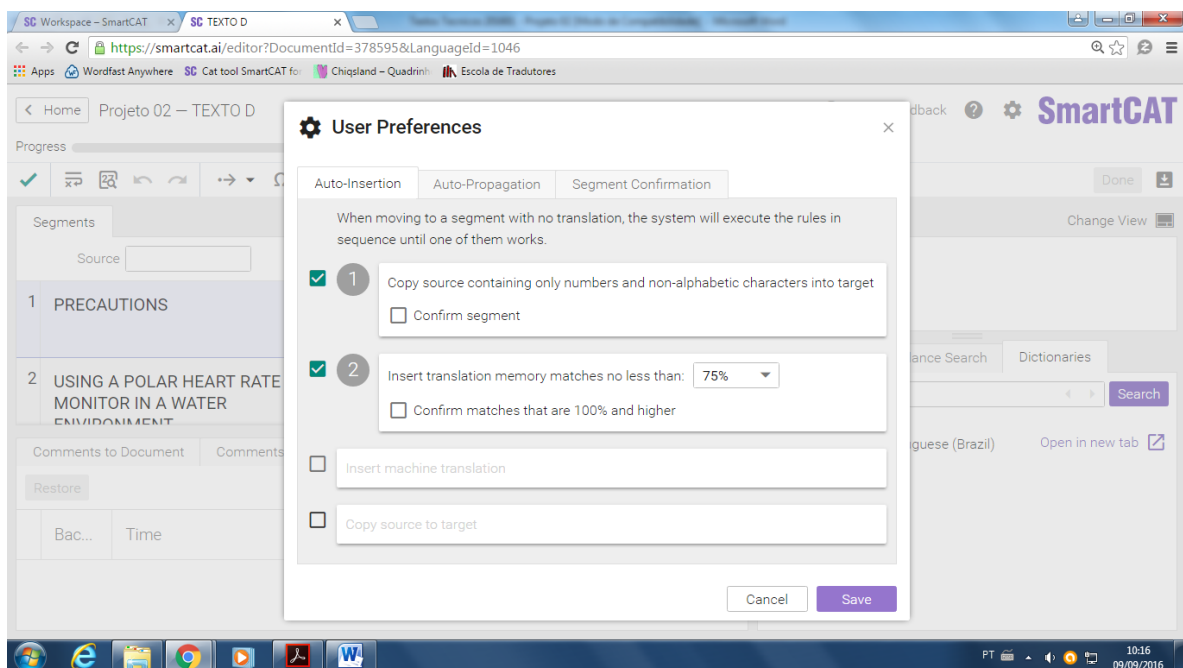 SC Workspace – SmartCAT
SC TEXTO D
https://smartcat.ai/editor?DocumentId=378595&LanguageId=1046
Apps Wordfast Anywhere SC Cat tool SmartCAT for Chiqsland – Quadrinh Escola de Tradutores
Home Projeto 02 — TEXTO D
dback SmartCAT
Progress
Done
Segments
Change View
Source
1 PRECAUTIONS
2 USING A POLAR HEART RATE
MONITOR IN A WATER
ENVIRONMENT
Comments to Document Comments
Restore
Bac... Time
User Preferences
Auto-Insertion Auto-Propagation Segment Confirmation
When moving to a segment with no translation, the system will execute the rules in
sequence until one of them works.
1 Copy source containing only numbers and non-alphabetic characters into target
Confirm segment
2 Insert translation memory matches no less than: 75%
Confirm matches that are 100% and higher
Insert machine translation
Copy source to target
Cancel Save
ance Search Dictionaries
Search
guese (Brazil) Open in new tab
PT
10:16
09/09/2016